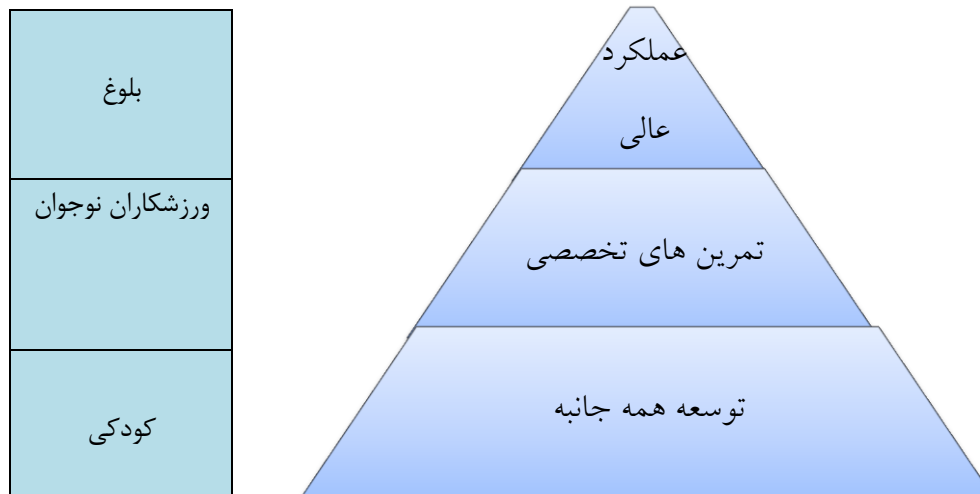 عملکرد
عالی
بلوغ
ورزشکاران نوجوان
تمرین های تخصصی
توسعه همه جانبه
کودکی